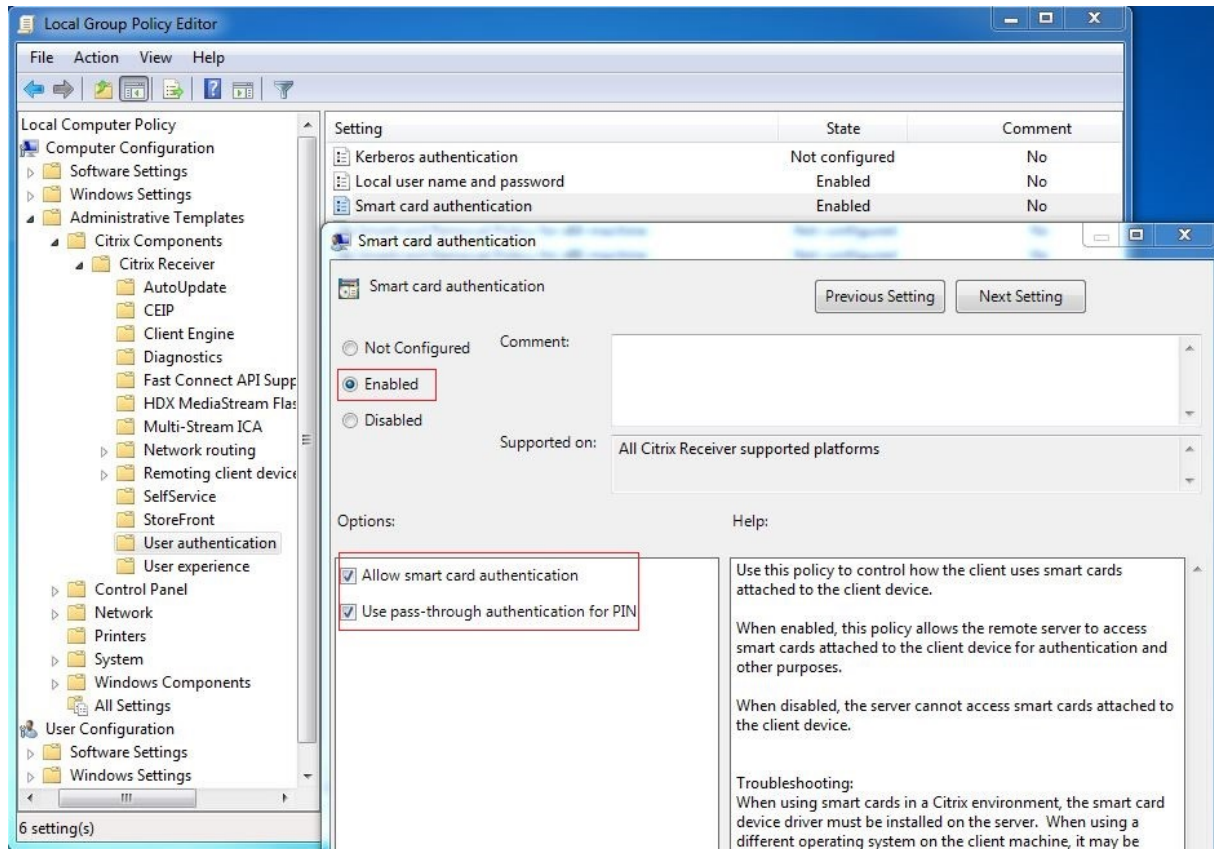 Local Group Policy Editor
File Action View Help
Local Computer Policy
Computer Configuration
Software Settings
Windows Settings
Administrative Templates
Citrix Components
Citrix Receiver
AutoUpdate
CEIP
Client Engine
Diagnostics
Fast Connect API Supp
HDX MediaStream Flas
Multi-Stream ICA
Network routing
Remoting client device
SelfService
StoreFront
User authentication
User experience
Control Panel
Network
Printers
System
Windows Components
All Settings
User Configuration
Software Settings
Windows Settings
6 setting(s)
Setting State Comment
Kerberos authentication Not configured No
Local user name and password Enabled No
Smart card authentication Enabled No
Smart card authentication
Smart card authentication
Previous Setting Next Setting
Not Configured
Enabled
Disabled
Comment:
Supported on: All Citrix Receiver supported platforms
Options:
Allow smart card authentication
Use pass-through authentication for PIN
Help:
Use this policy to control how the client uses smart cards
attached to the client device.
When enabled, this policy allows the remote server to access
smart cards attached to the client device for authentication and
other purposes.
When disabled, the server cannot access smart cards attached to
the client device.
Troubleshooting:
When using smart cards in a Citrix environment, the smart card
device driver must be installed on the server. When using a
different operating system on the client machine, it may be